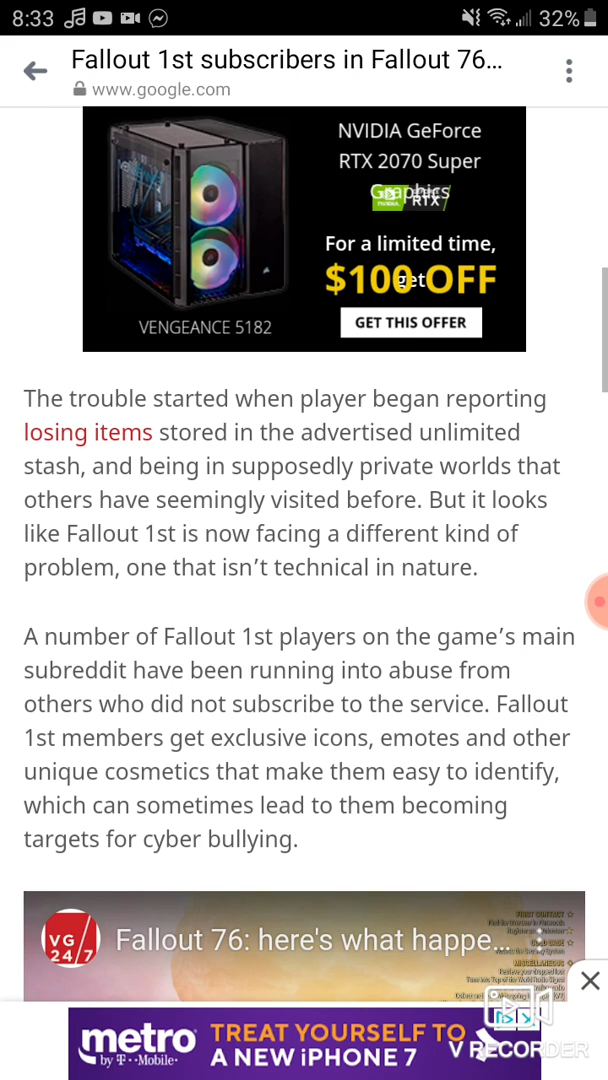 8:33
32%
Fallout 1st subscribers in Fallout 76...
www.google.com
NVIDIA GeForce
RTX 2070 Super
Graphics
RTX
For a limited time,
get
$100 OFF
VENGEANCE 5182
GET THIS OFFER
The trouble started when player began reporting
losing items stored in the advertised unlimited
stash, and being in supposedly private worlds that
others have seemingly visited before. But it looks
like Fallout 1st is now facing a different kind of
problem, one that isn’t technical in nature.
A number of Fallout 1st players on the game’s main
subreddit have been running into abuse from
others who did not subscribe to the service. Fallout
1st members get exclusive icons, emotes and other
unique cosmetics that make them easy to identify,
which can sometimes lead to them becoming
targets for cyber bullying.
VG
24/7
Fallout 76: here's what happe...
FIRST CONTACT
MISCELLANEOUS
metro
by T-Mobile
TREAT YOURSELF TO
A NEW iPHONE 7
V RECORDER